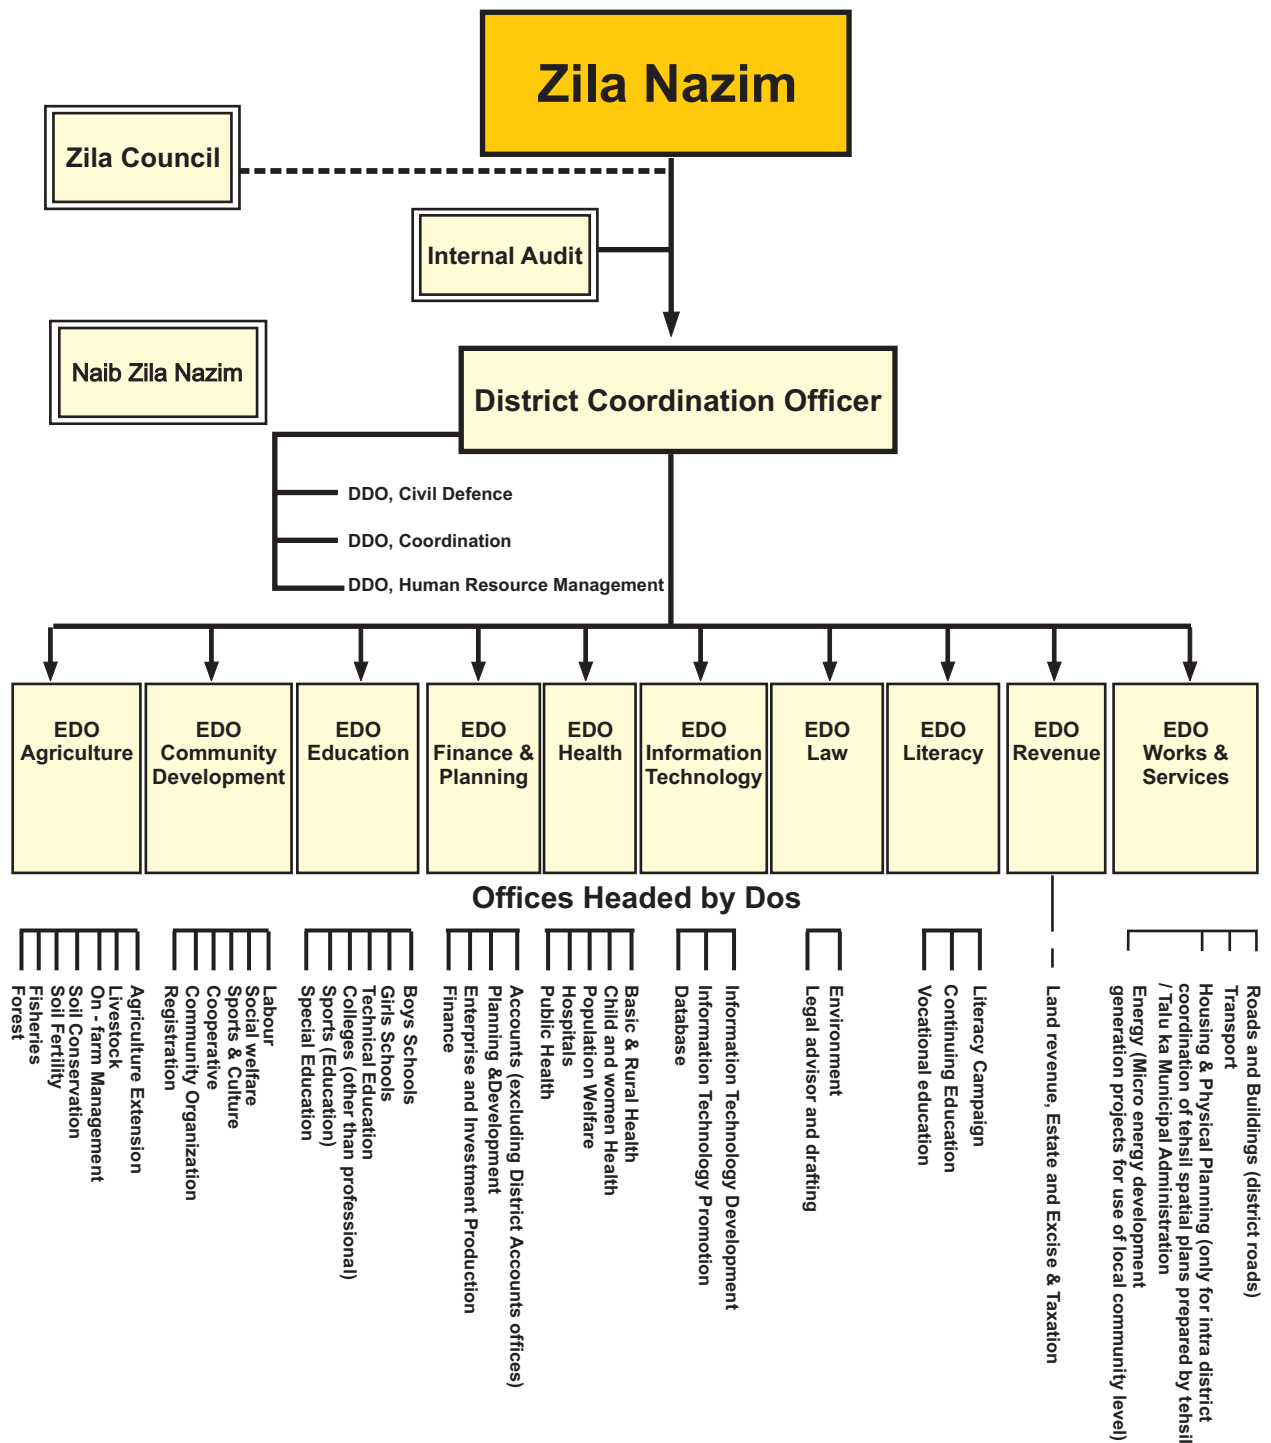 Zila Nazim
Zila Council
Internal Audit
Naib Zila Nazim
District Coordination Officer
DDO, Civil Defence
DDO, Coordination
DDO, Human Resource Management
EDO
Agriculture
EDO
Community
Development
EDO
Education
EDO
Finance &
Planning
EDO
Health
EDO
Information
Technology
EDO
Law
EDO
Literacy
EDO
Revenue
EDO
Works &
Services
Offices Headed by Dos
Forest
Fisheries
Soil Fertility
Soil Conservation
On - farm Management
Livestock
Agriculture Extension
Registration
Community Organization
Cooperative
Sports & Culture
Social welfare
Labour
Special Education
Sports (Education)
Colleges (other than professional)
Technical Education
Girls Schools
Boys Schools
Finance
Enterprise and Investment Production
Planning &Development
Accounts (excluding District Accounts offices)
Public Health
Hospitals
Population Welfare
Child and women Health
Basic & Rural Health
Database
Information Technology Promotion
Information Technology Development
Legal advisor and drafting
Environment
Vocational education
Continuing Education
Literacy Campaign
Land revenue, Estate and Excise & Taxation
Roads and Buildings (district roads)
Transport
Housing & Physical Planning (only for intra district
coordination of tehsil spatial plans prepared by tehsil
/ Talu ka Municipal Administration
Energy (Micro energy development
generation projects for use of local community level)